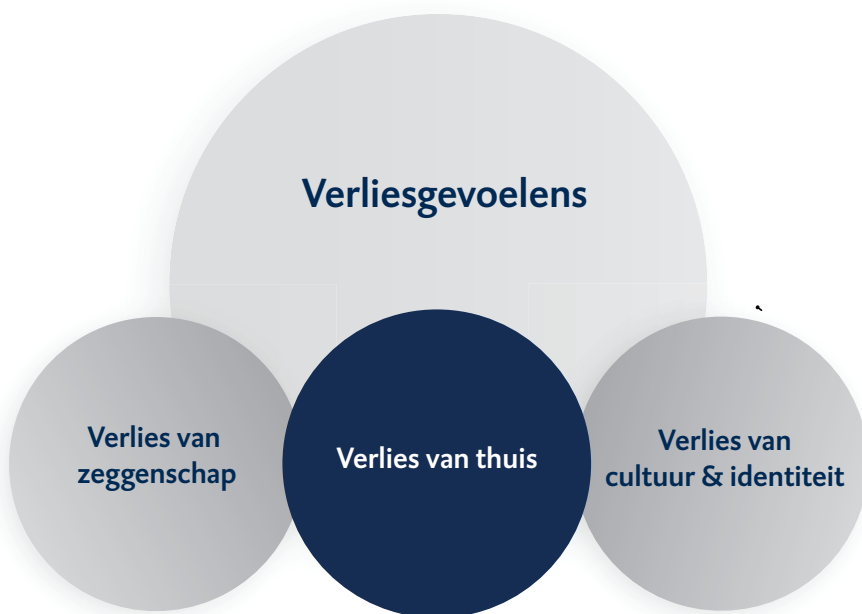 Verliesgevoelens
Verlies van
zeggenschap
Verlies van thuis
Verlies van
cultuur & identiteit